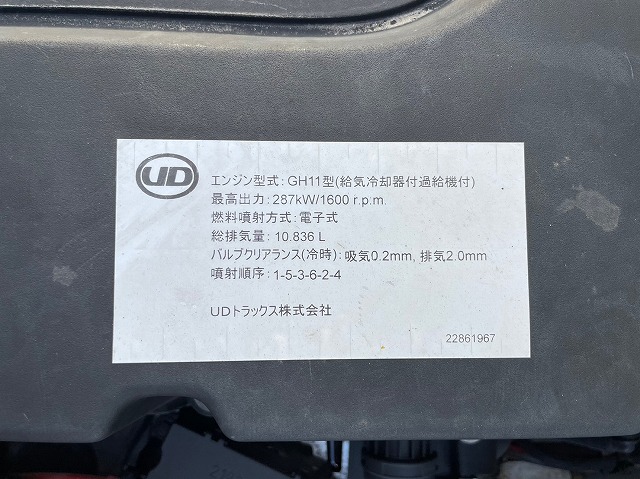 UD
エンジン型式：GH11型(給気冷却器付過給機付)
最高出力：287kW/1600 r.p.m.
燃料噴射方式：電子式
総排気量：10.836 L
バルブクリアランス(冷時)：吸気0.2mm, 排気2.0mm
噴射順序：1-5-3-6-2-4
UDトラックス株式会社
22861967